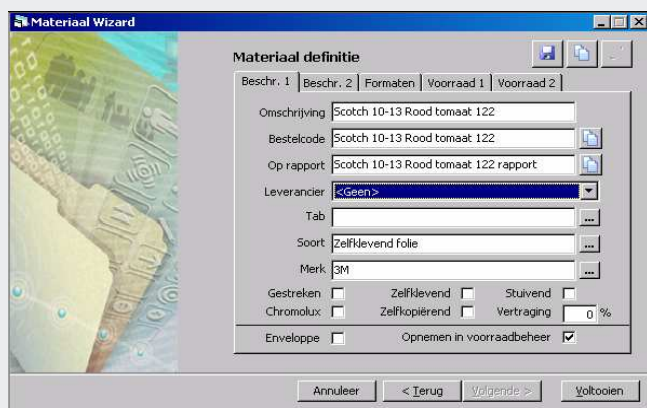 Materiaal Wizard
Materiaal definitie
Beschr. 1 Beschr. 2 Formaten Voorraad 1 Voorraad 2
Omschrijving Scotch 10-13 Rood tomaat 122
Bestelcode Scotch 10-13 Rood tomaat 122
Op rapport Scotch 10-13 Rood tomaat 122 rapport
Leverancier <Geen>
Tab ...
Soort Zelfklevend folie ...
Merk 3M ...
Gestreken Zelfklevend Stuivend
Chromolux Zelfkopiërend Vertraging 0 %
Enveloppe Opnemen in voorraadbeheer
Annuleer < Terug Volgende > Voltooien